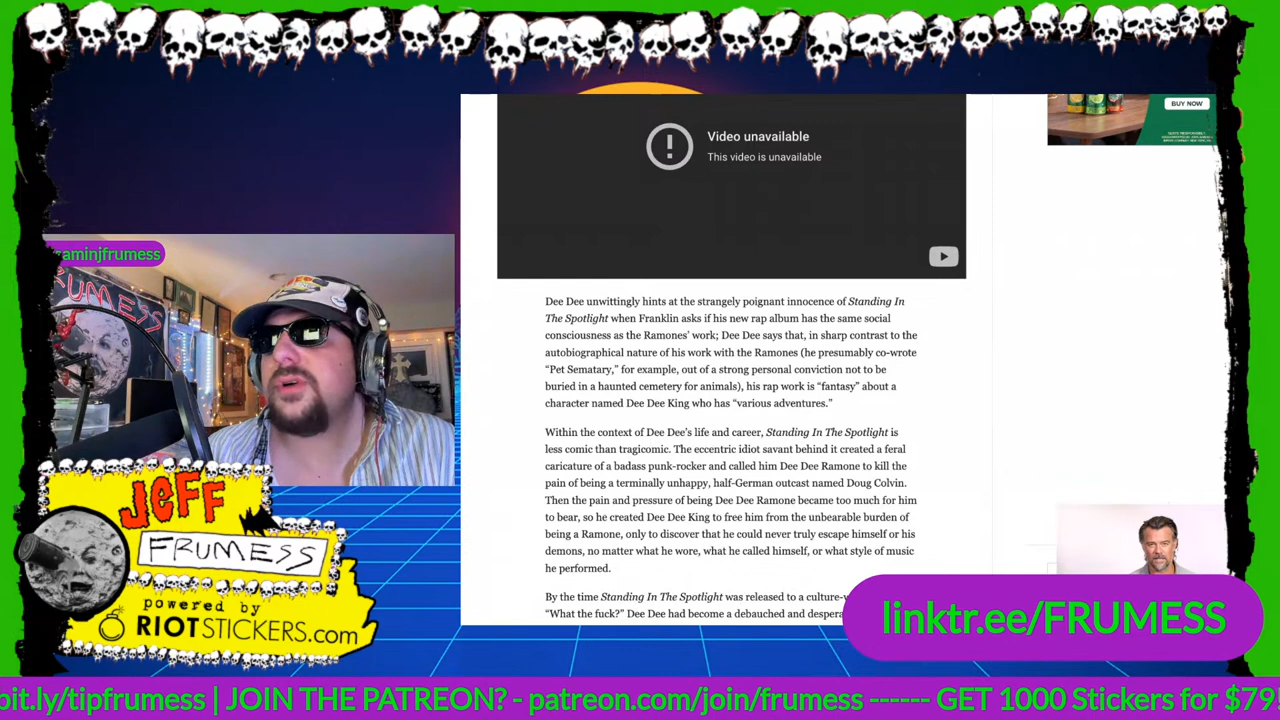 BUY NOW
Video unavailable
This video is unavailable
saminjfrumess
FRUMESS
Dee Dee unwittingly hints at the strangely poignant innocence of Standing In
The Spotlight when Franklin asks if his new rap album has the same social
consciousness as the Ramones’ work; Dee Dee says that, in sharp contrast to the
autobiographical nature of his work with the Ramones (he presumably co-wrote
“Pet Sematary,” for example, out of a strong personal conviction not to be
buried in a haunted cemetery for animals), his rap work is “fantasy” about a
character named Dee Dee King who has “various adventures.”
Within the context of Dee Dee’s life and career, Standing In The Spotlight is
less comic than tragicomic. The eccentric idiot savant behind it created a feral
caricature of a badass punk-rocker and called him Dee Dee Ramone to kill the
pain of being a terminally unhappy, half-German outcast named Doug Colvin.
Then the pain and pressure of being Dee Dee Ramone became too much for him
to bear, so he created Dee Dee King to free him from the unbearable burden of
being a Ramone, only to discover that he could never truly escape himself or his
demons, no matter what he wore, what he called himself, or what style of music
he performed.
By the time Standing In The Spotlight was released to a culture-
“What the fuck?” Dee Dee had become a debauched and
JEFF
FRUMESS
powered by
RIOTSTICKERS.com
linktr.ee/FRUMESS
bit.ly/tipfrumess | JOIN THE PATREON? - patreon.com/join/frumess ------ GET 1000 Stickers for $79